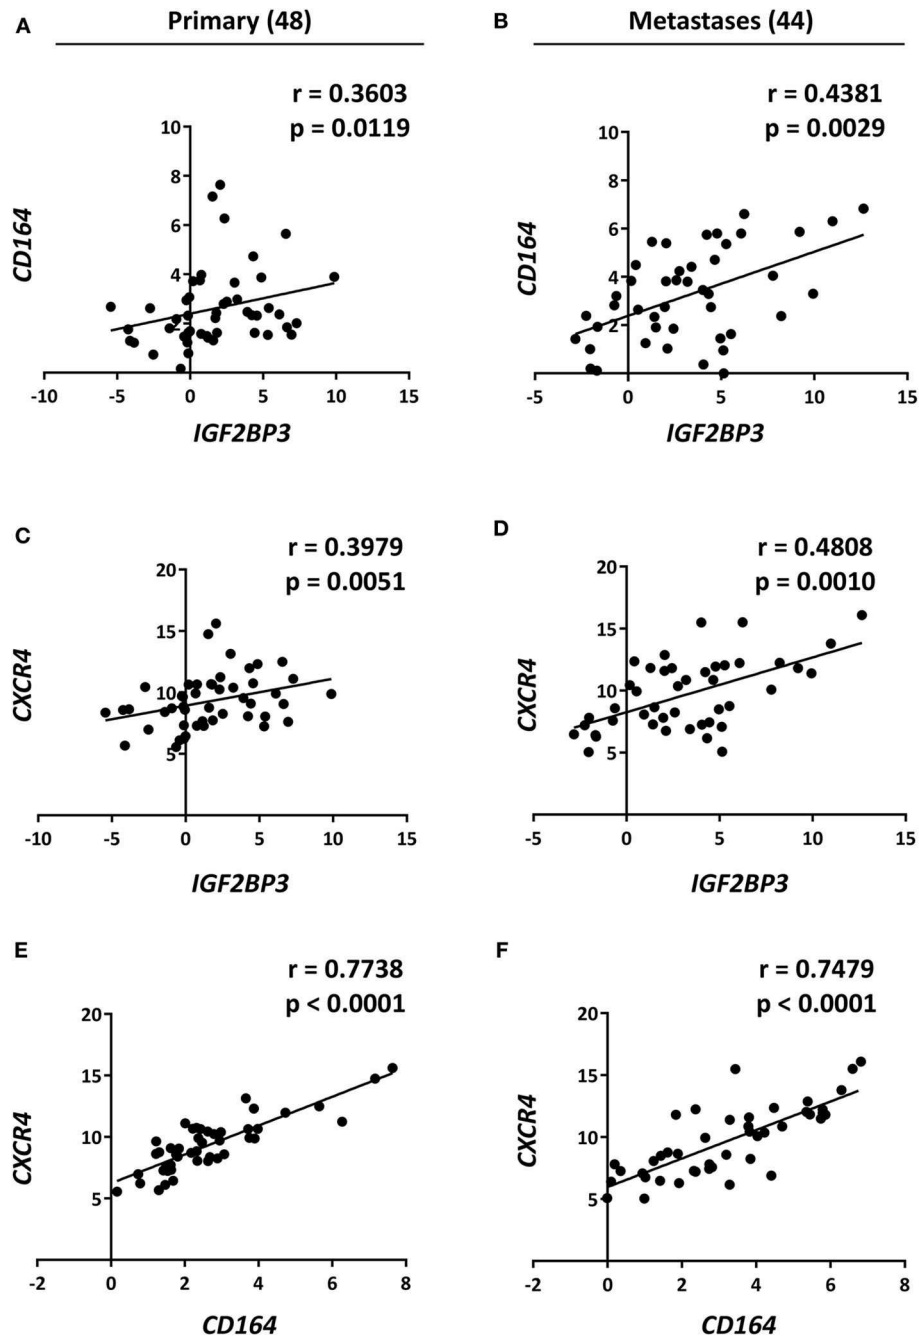 A
Primary (48)
r = 0.3603
p = 0.0119
CD164
10
8
6
4
2
-10
-5
0
5
10
15
IGF2BP3
B
Metastases (44)
r = 0.4381
p = 0.0029
CD164
10
8
6
4
2
-5
0
5
10
15
IGF2BP3
C
r = 0.3979
p = 0.0051
CXCR4
20
15
10
5
-10
-5
0
5
10
15
IGF2BP3
D
r = 0.4808
p = 0.0010
CXCR4
20
15
10
5
-5
0
5
10
15
IGF2BP3
E
r = 0.7738
p < 0.0001
CXCR4
20
15
10
5
-2
0
2
4
6
8
CD164
F
r = 0.7479
p < 0.0001
CXCR4
20
15
10
5
-2
0
2
4
6
8
CD164